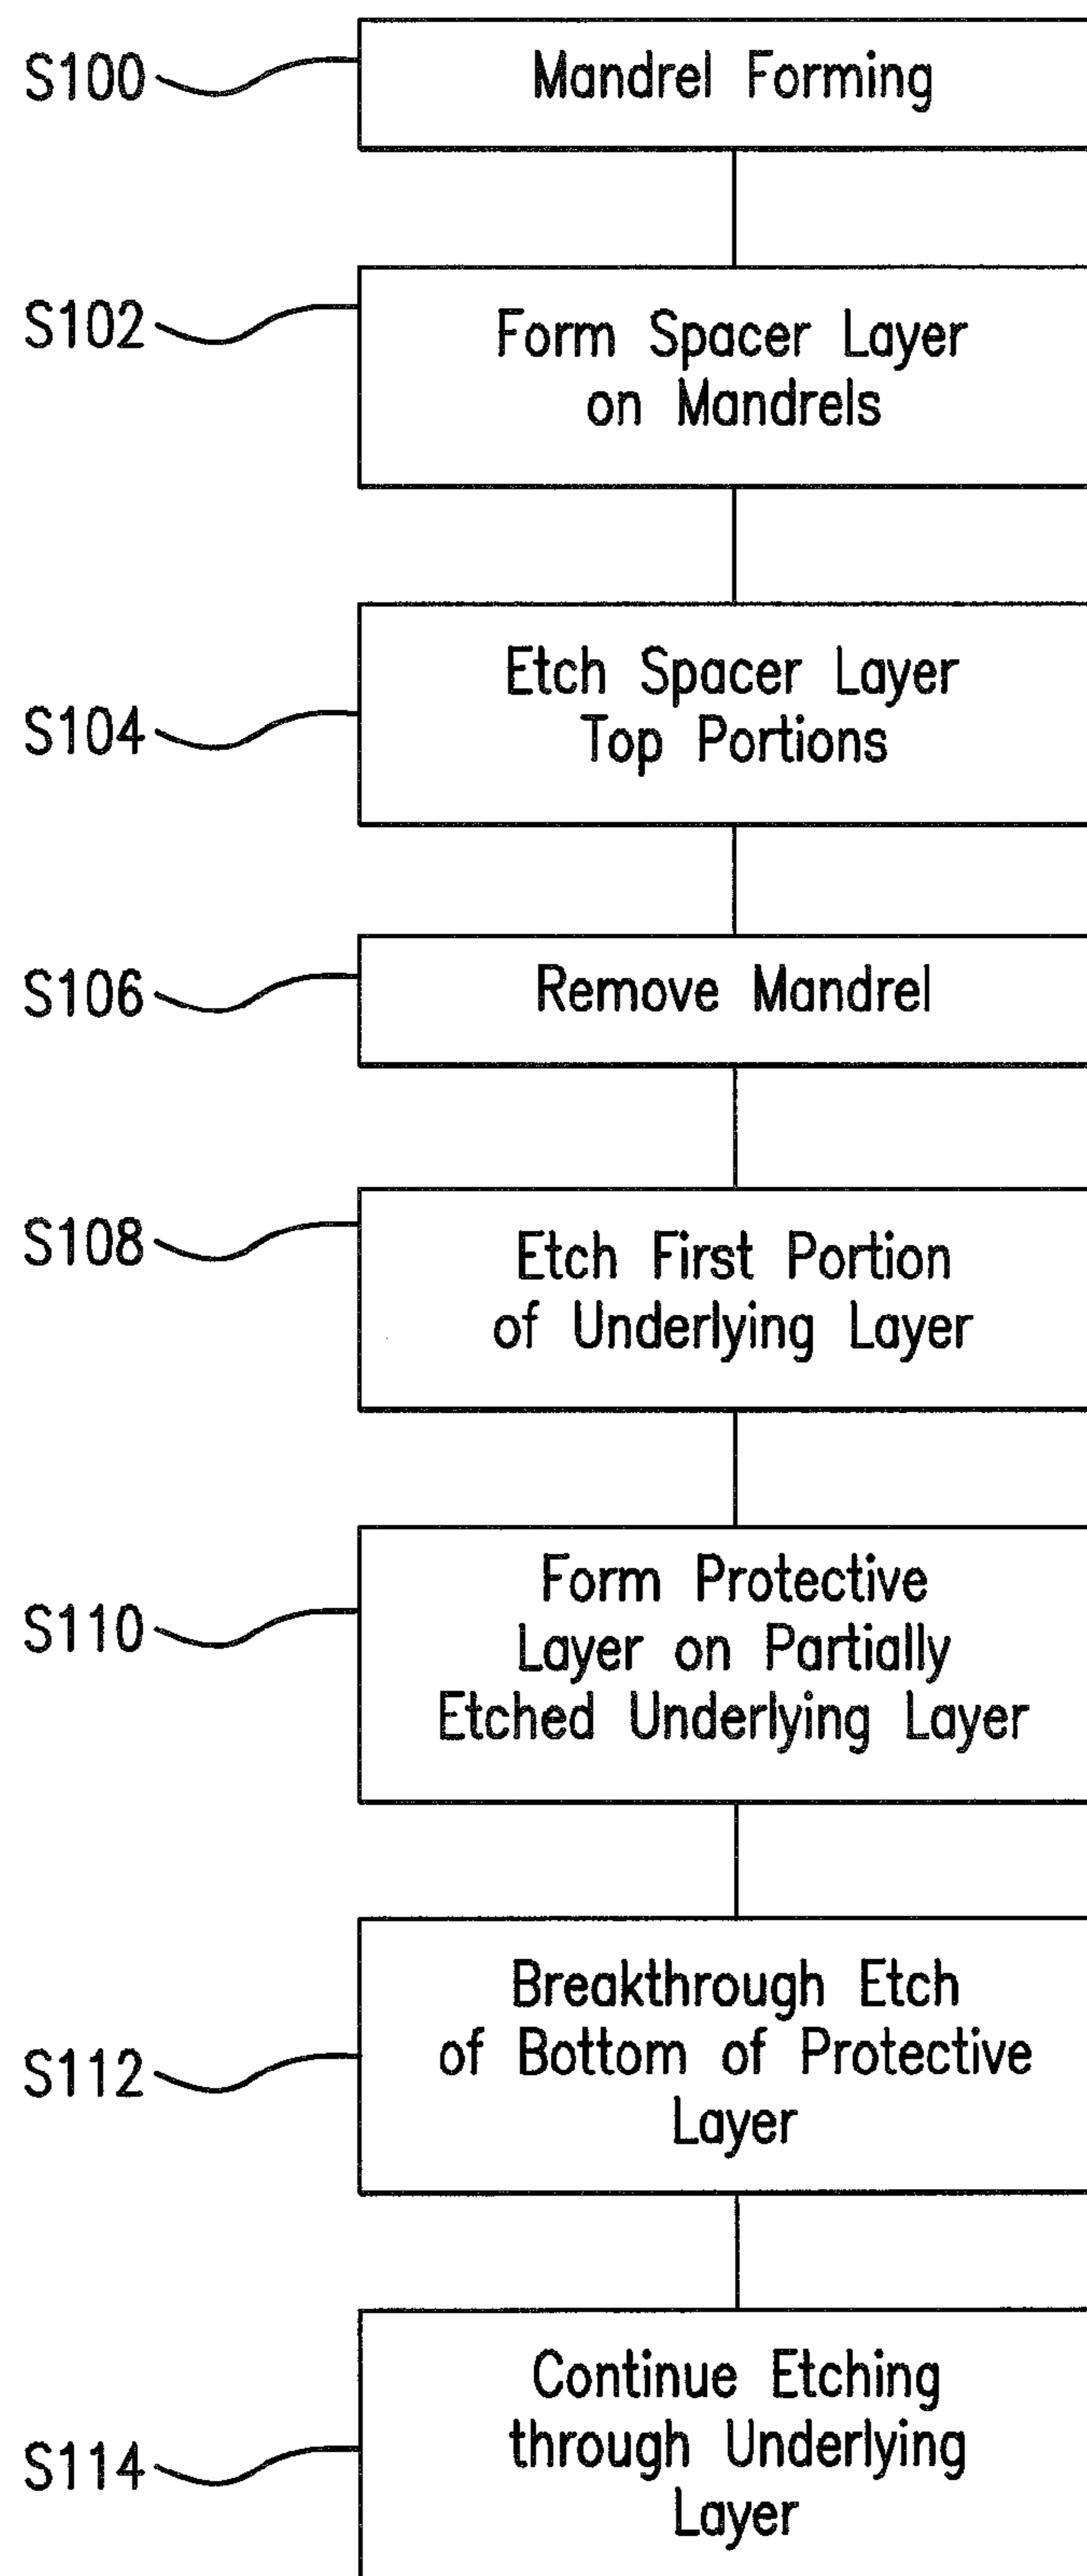 S100
Mandrel Forming
S102
Form Spacer Layer
on Mandrels
S104
Etch Spacer Layer
Top Portions
S106
Remove Mandrel
S108
Etch First Portion
of Underlying Layer
S110
Form Protective
Layer on Partially
Etched Underlying Layer
S112
Breakthrough Etch
of Bottom of Protective
Layer
S114
Continue Etching
through Underlying
Layer